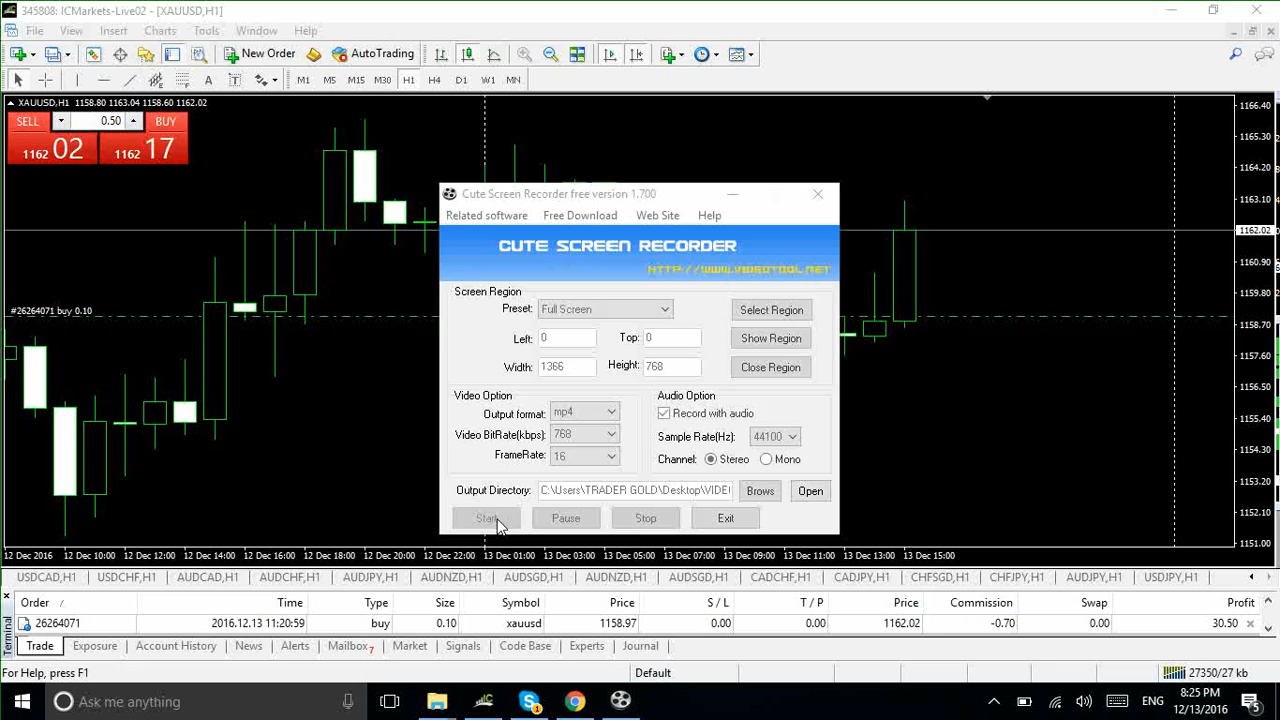 345808: ICMarkets-Live02 - [XAUUSD,H1]
File View Insert Charts Tools Window Help
New Order AutoTrading
A T M1 M5 M15 M30 H1 H4 D1 W1 MN
XAUUSD,H1 1158.80 1163.04 1158.60 1162.02
SELL 0.50 BUY
1162 02 1162 17
#26264071 buy 0.10
1166.40
1165.30
1164.20
1163.10
1162.02
1160.90
1159.80
1158.70
1157.60
1156.50
1155.40
1154.30
1153.20
1152.10
1151.00
Cute Screen Recorder free version 1.700
Related software Free Download Web Site Help
CUTE SCREEN RECORDER
HTTP://WWW.VIDEOTOOL.NET
Screen Region
Preset: Full Screen Select Region
Left: 0 Top: 0 Show Region
Width: 1366 Height: 768 Close Region
Video Option
Output format: mp4
Video BitRate(kbps): 768
FrameRate: 16
Audio Option
Record with audio
Sample Rate(Hz): 44100
Channel: Stereo Mono
Output Directory: C:\Users\TRADER GOLD\Desktop\VIDE Brows Open
Start Pause Stop Exit
12 Dec 2016 12 Dec 10:00 12 Dec 12:00 12 Dec 14:00 12 Dec 16:00 12 Dec 18:00 12 Dec 20:00 12 Dec 22:00 13 Dec 01:00 13 Dec 03:00 13 Dec 05:00 13 Dec 07:00 13 Dec 09:00 13 Dec 11:00 13 Dec 13:00 13 Dec 15:00
USDCAD,H1 USDCHF,H1 AUDCAD,H1 AUDCHF,H1 AUDJPY,H1 AUDNZD,H1 AUDSGD,H1 AUDNZD,H1 AUDSGD,H1 CADCHF,H1 CADJPY,H1 CHFSGD,H1 CHFJPY,H1 AUDJPY,H1 USDJPY,H1
Order / Time Type Size Symbol Price S / L T / P Price Commission Swap Profit
26264071 2016.12.13 11:20:59 buy 0.10 xauusd 1158.97 0.00 0.00 1162.02 -0.70 0.00 30.50
Terminal
Trade Exposure Account History News Alerts Mailbox 7 Market Signals Code Base Experts Journal
For Help, press F1 Default 27350/27 kb
Ask me anything ENG 8:25 PM
12/13/2016 5